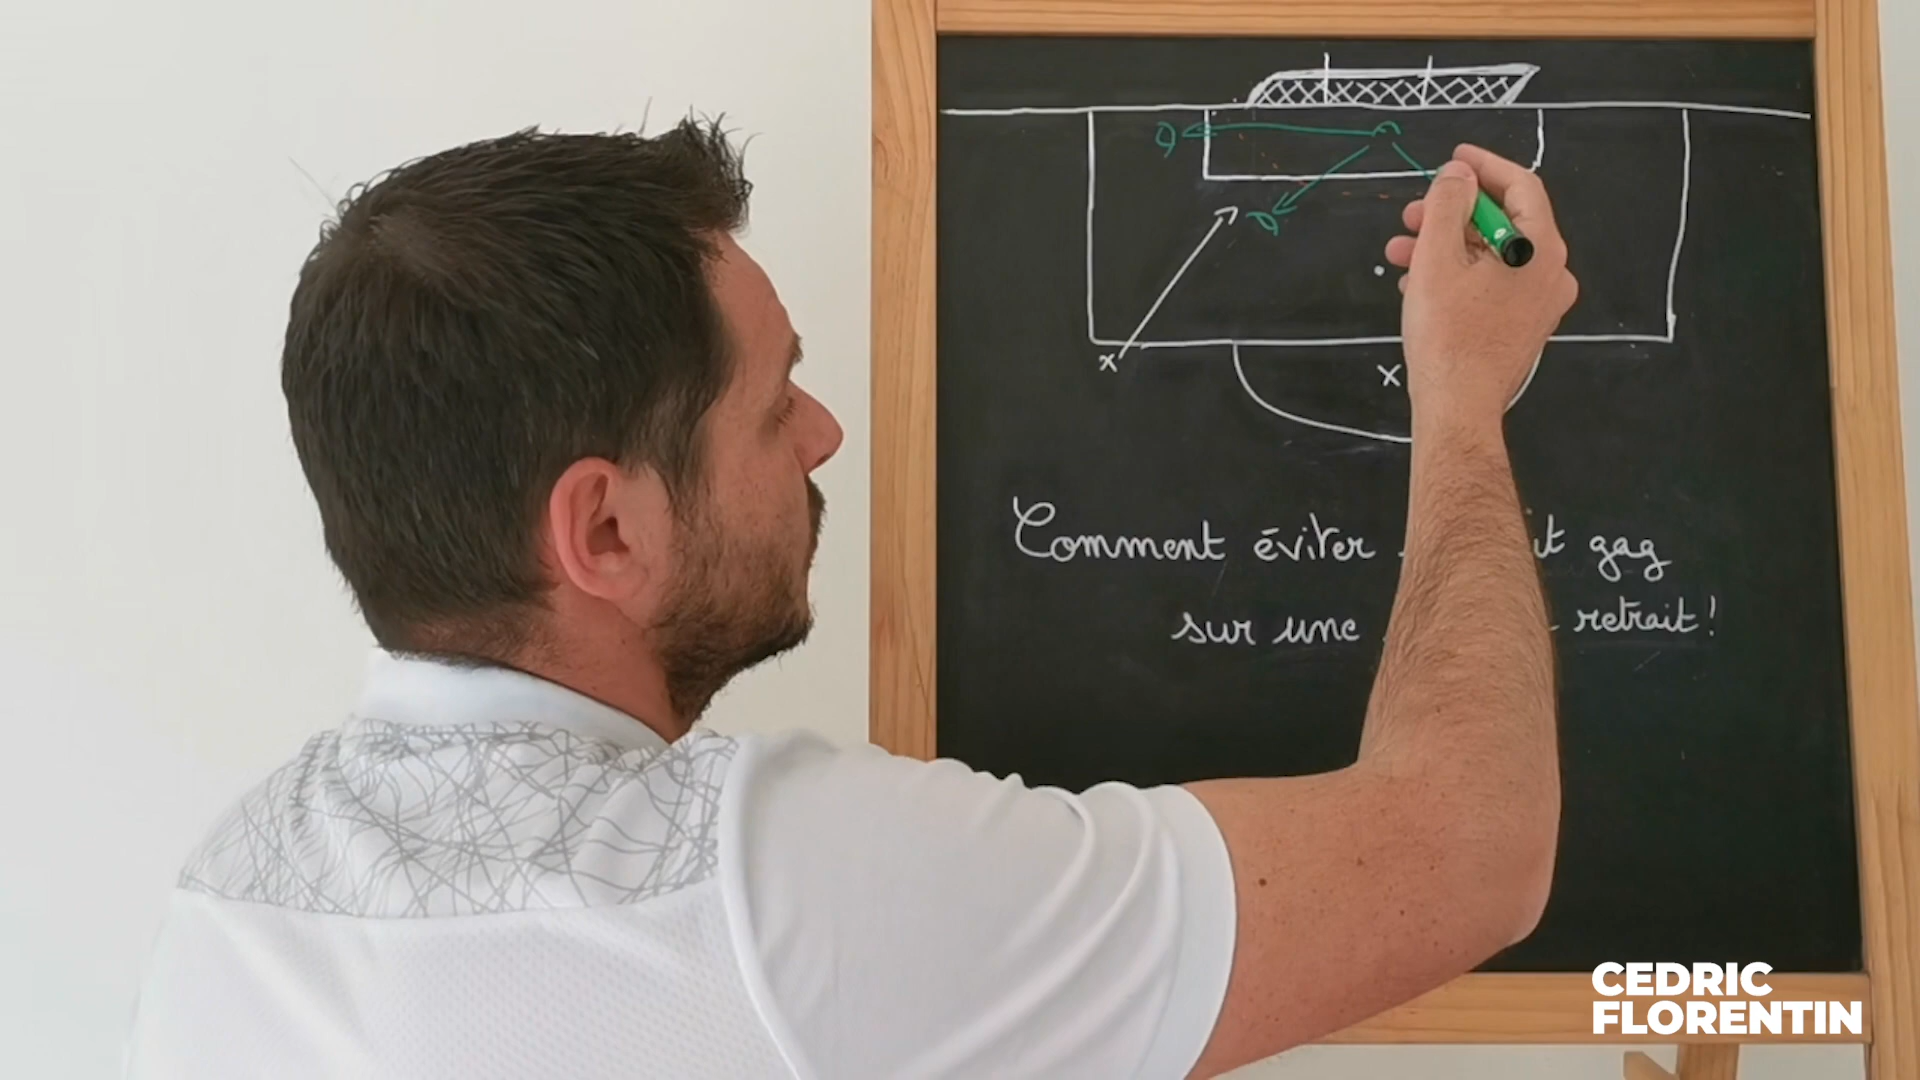 x
x
Comment éviter gag
sur une retrait!
CEDRIC
FLORENTIN